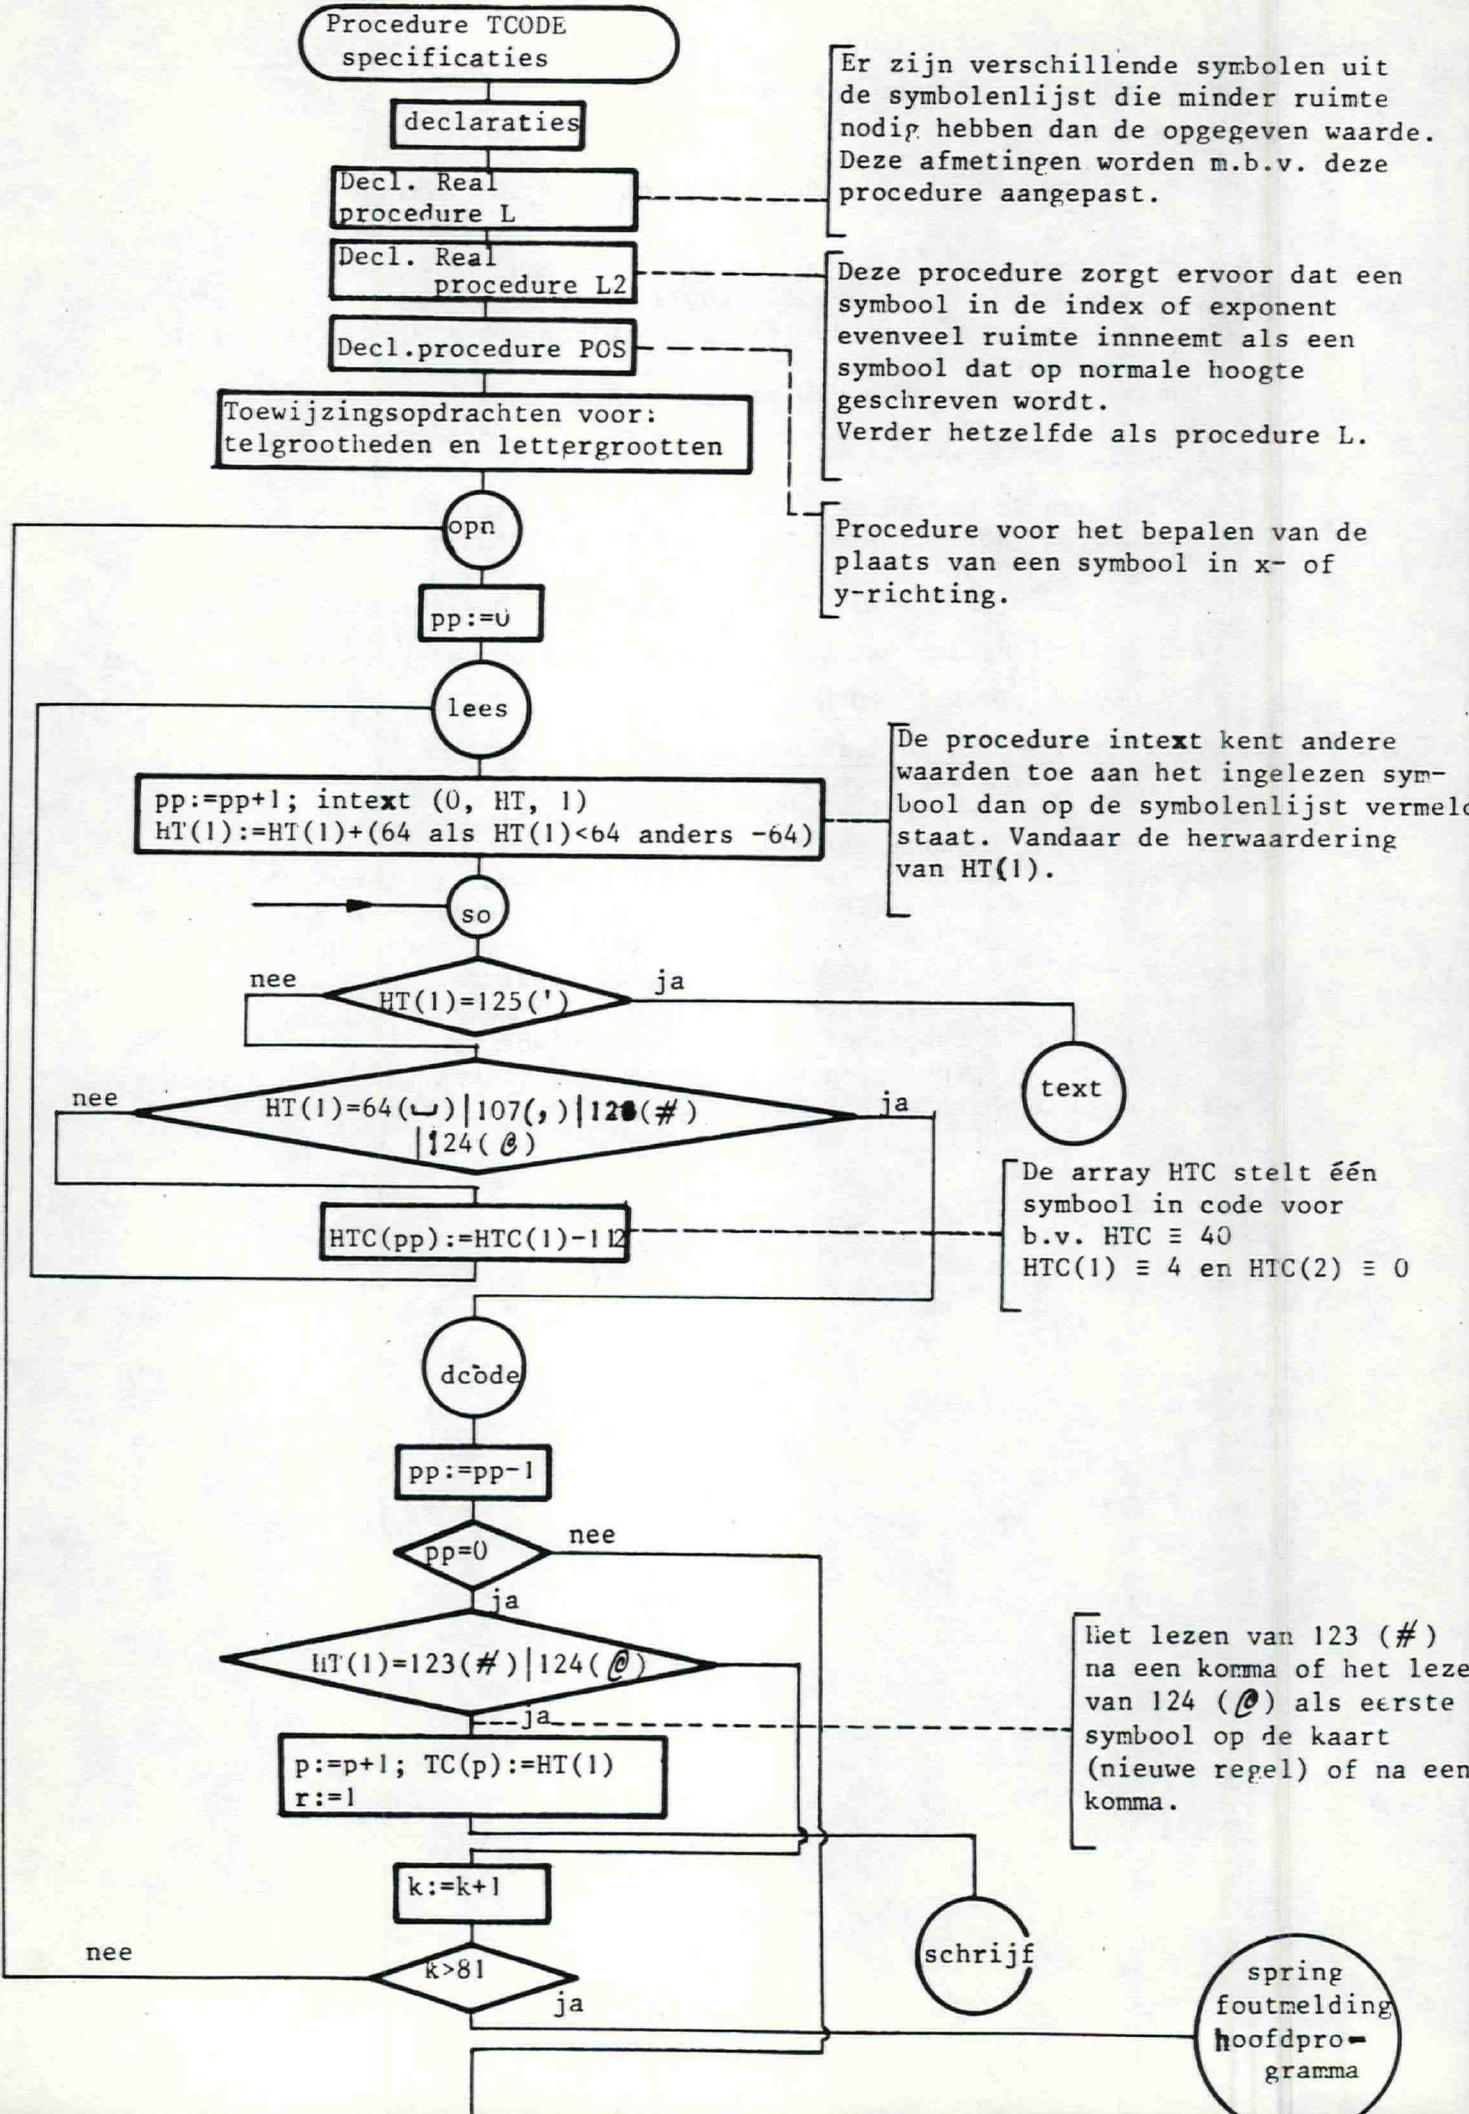 Procedure TCODE
specificaties
declaraties
Decl. Real
procedure L
Er zijn verschillende symbolen uit
de symbolenlijst die minder ruimte
nodig hebben dan de opgegeven waarde.
Deze afmetingen worden m.b.v. deze
procedure aangepast.
Decl. Real
procedure L2
Deze procedure zorgt ervoor dat een
symbool in de index of exponent
evenveel ruimte innneemt als een
symbool dat op normale hoogte
geschreven wordt.
Verder hetzelfde als procedure L.
Decl.procedure POS
Procedure voor het bepalen van de
plaats van een symbool in x- of
y-richting.
Toewijzingsopdrachten voor:
telgrootheden en lettergrootten
opn
pp:=0
lees
pp:=pp+1; intext (0, HT, 1)
HT(1):=HT(1)+(64 als HT(1)<64 anders -64)
De procedure intext kent andere
waarden toe aan het ingelezen sym-
bool dan op de symbolenlijst vermeld
staat. Vandaar de herwaardering
van HT(1).
so
nee
HT(1)=125(')
ja
text
nee
HT(1)=64(␣)|107(,)|123(#)
|124(@)
ja
HTC(pp):=HTC(1)-112
De array HTC stelt één
symbool in code voor
b.v. HTC ≡ 40
HTC(1) ≡ 4 en HTC(2) ≡ 0
dcode
pp:=pp-1
pp=0
nee
ja
HT(1)=123(#)|124(@)
ja
Het lezen van 123 (#)
na een komma of het leze
van 124 (@) als eerste
symbool op de kaart
(nieuwe regel) of na een
komma.
p:=p+1; TC(p):=HT(1)
r:=1
k:=k+1
schrijf
nee
k>81
ja
spring
foutmelding
hoofdpro-
gramma